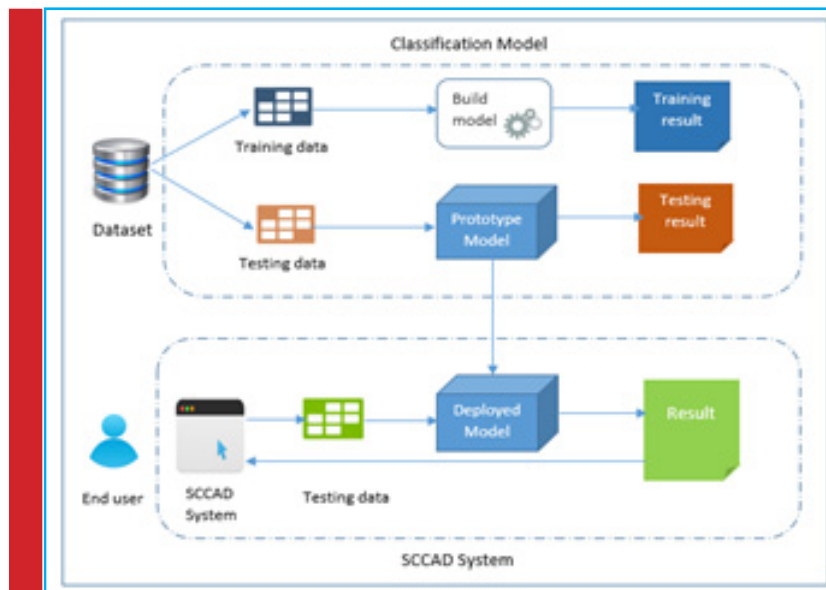 Classification Model
Build
model
Training
result
Training data
Dataset
Testing data
Prototype
Model
Testing
result
SCCAD
System
Deployed
Model
Result
End user
Testing data
SCCAD System